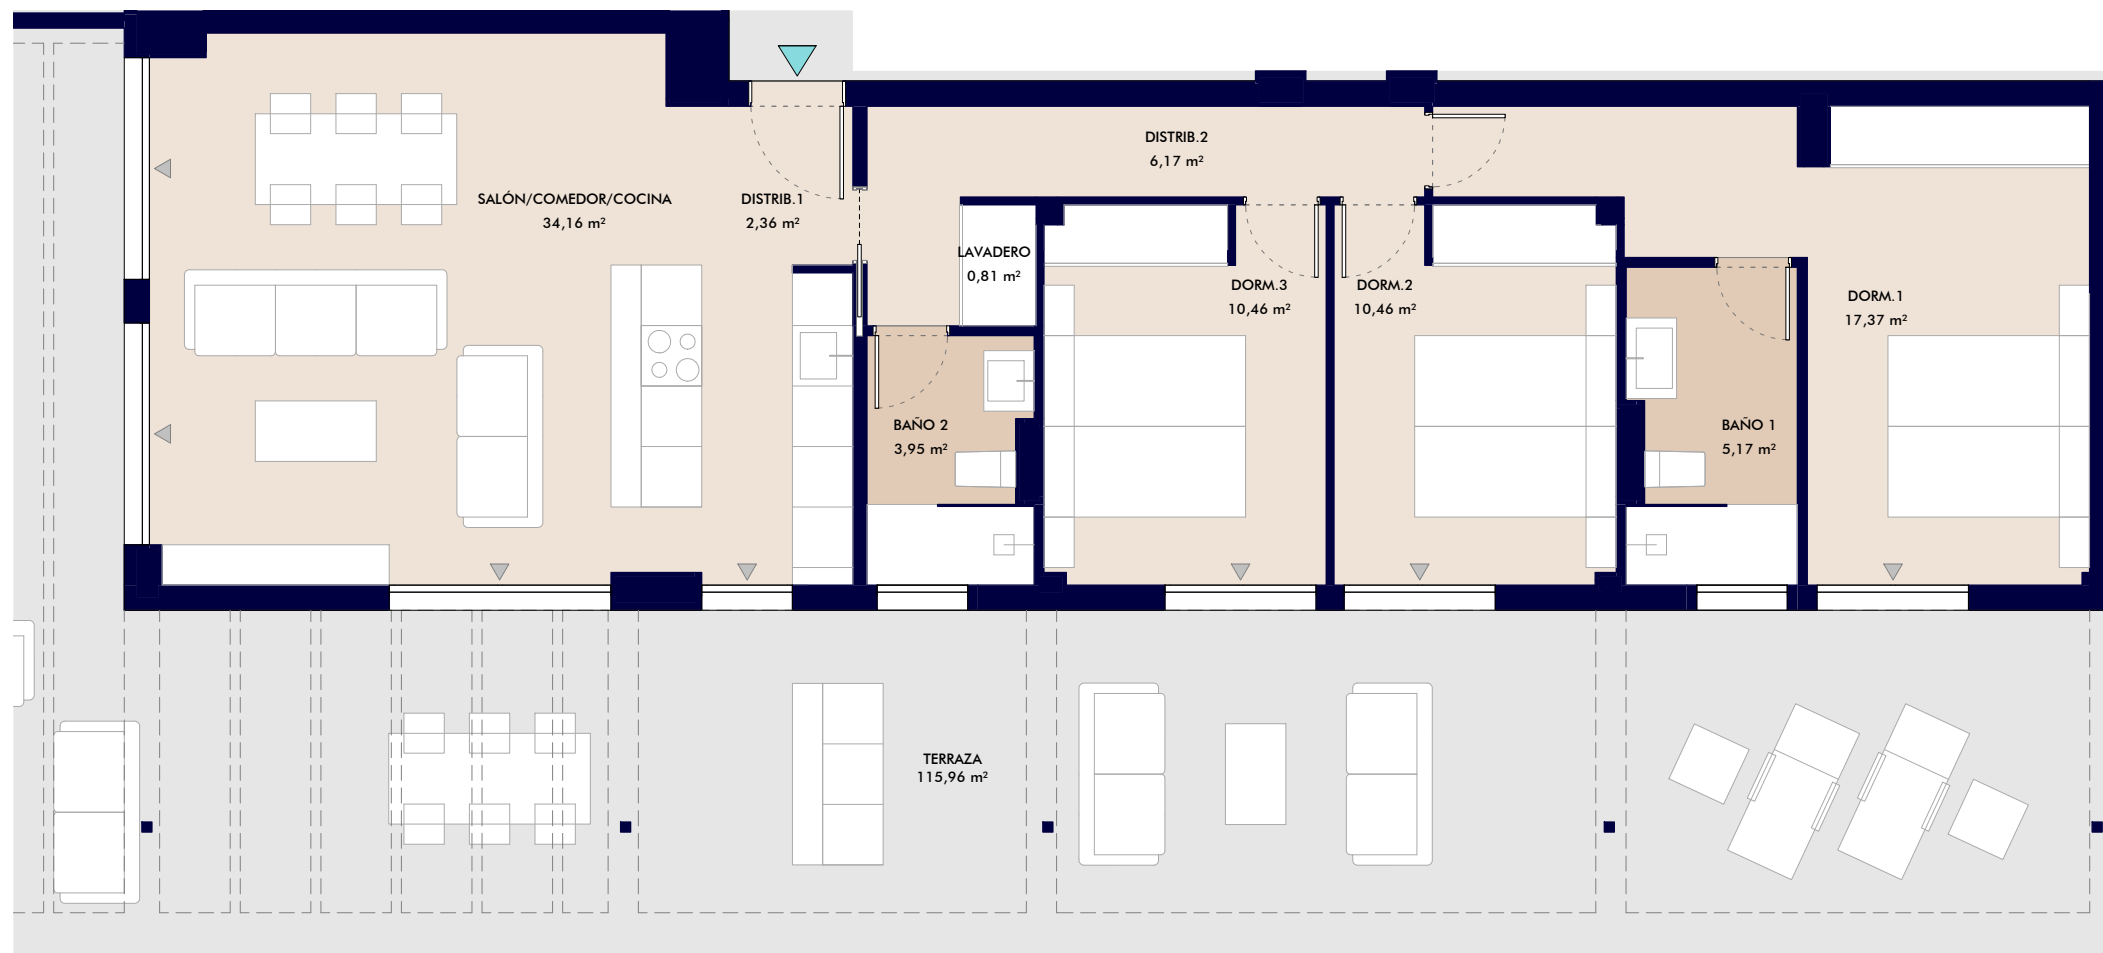 DISTRIB.2
6,17 m²
SALÓN/COMEDOR/COCINA
34,16 m²
DISTRIB.1
2,36 m²
LAVADERO
0,81 m²
DORM.3
10,46 m²
DORM.2
10,46 m²
DORM.1
17,37 m²
BAÑO 2
3,95 m²
BAÑO 1
5,17 m²
TERRAZA
115,96 m²